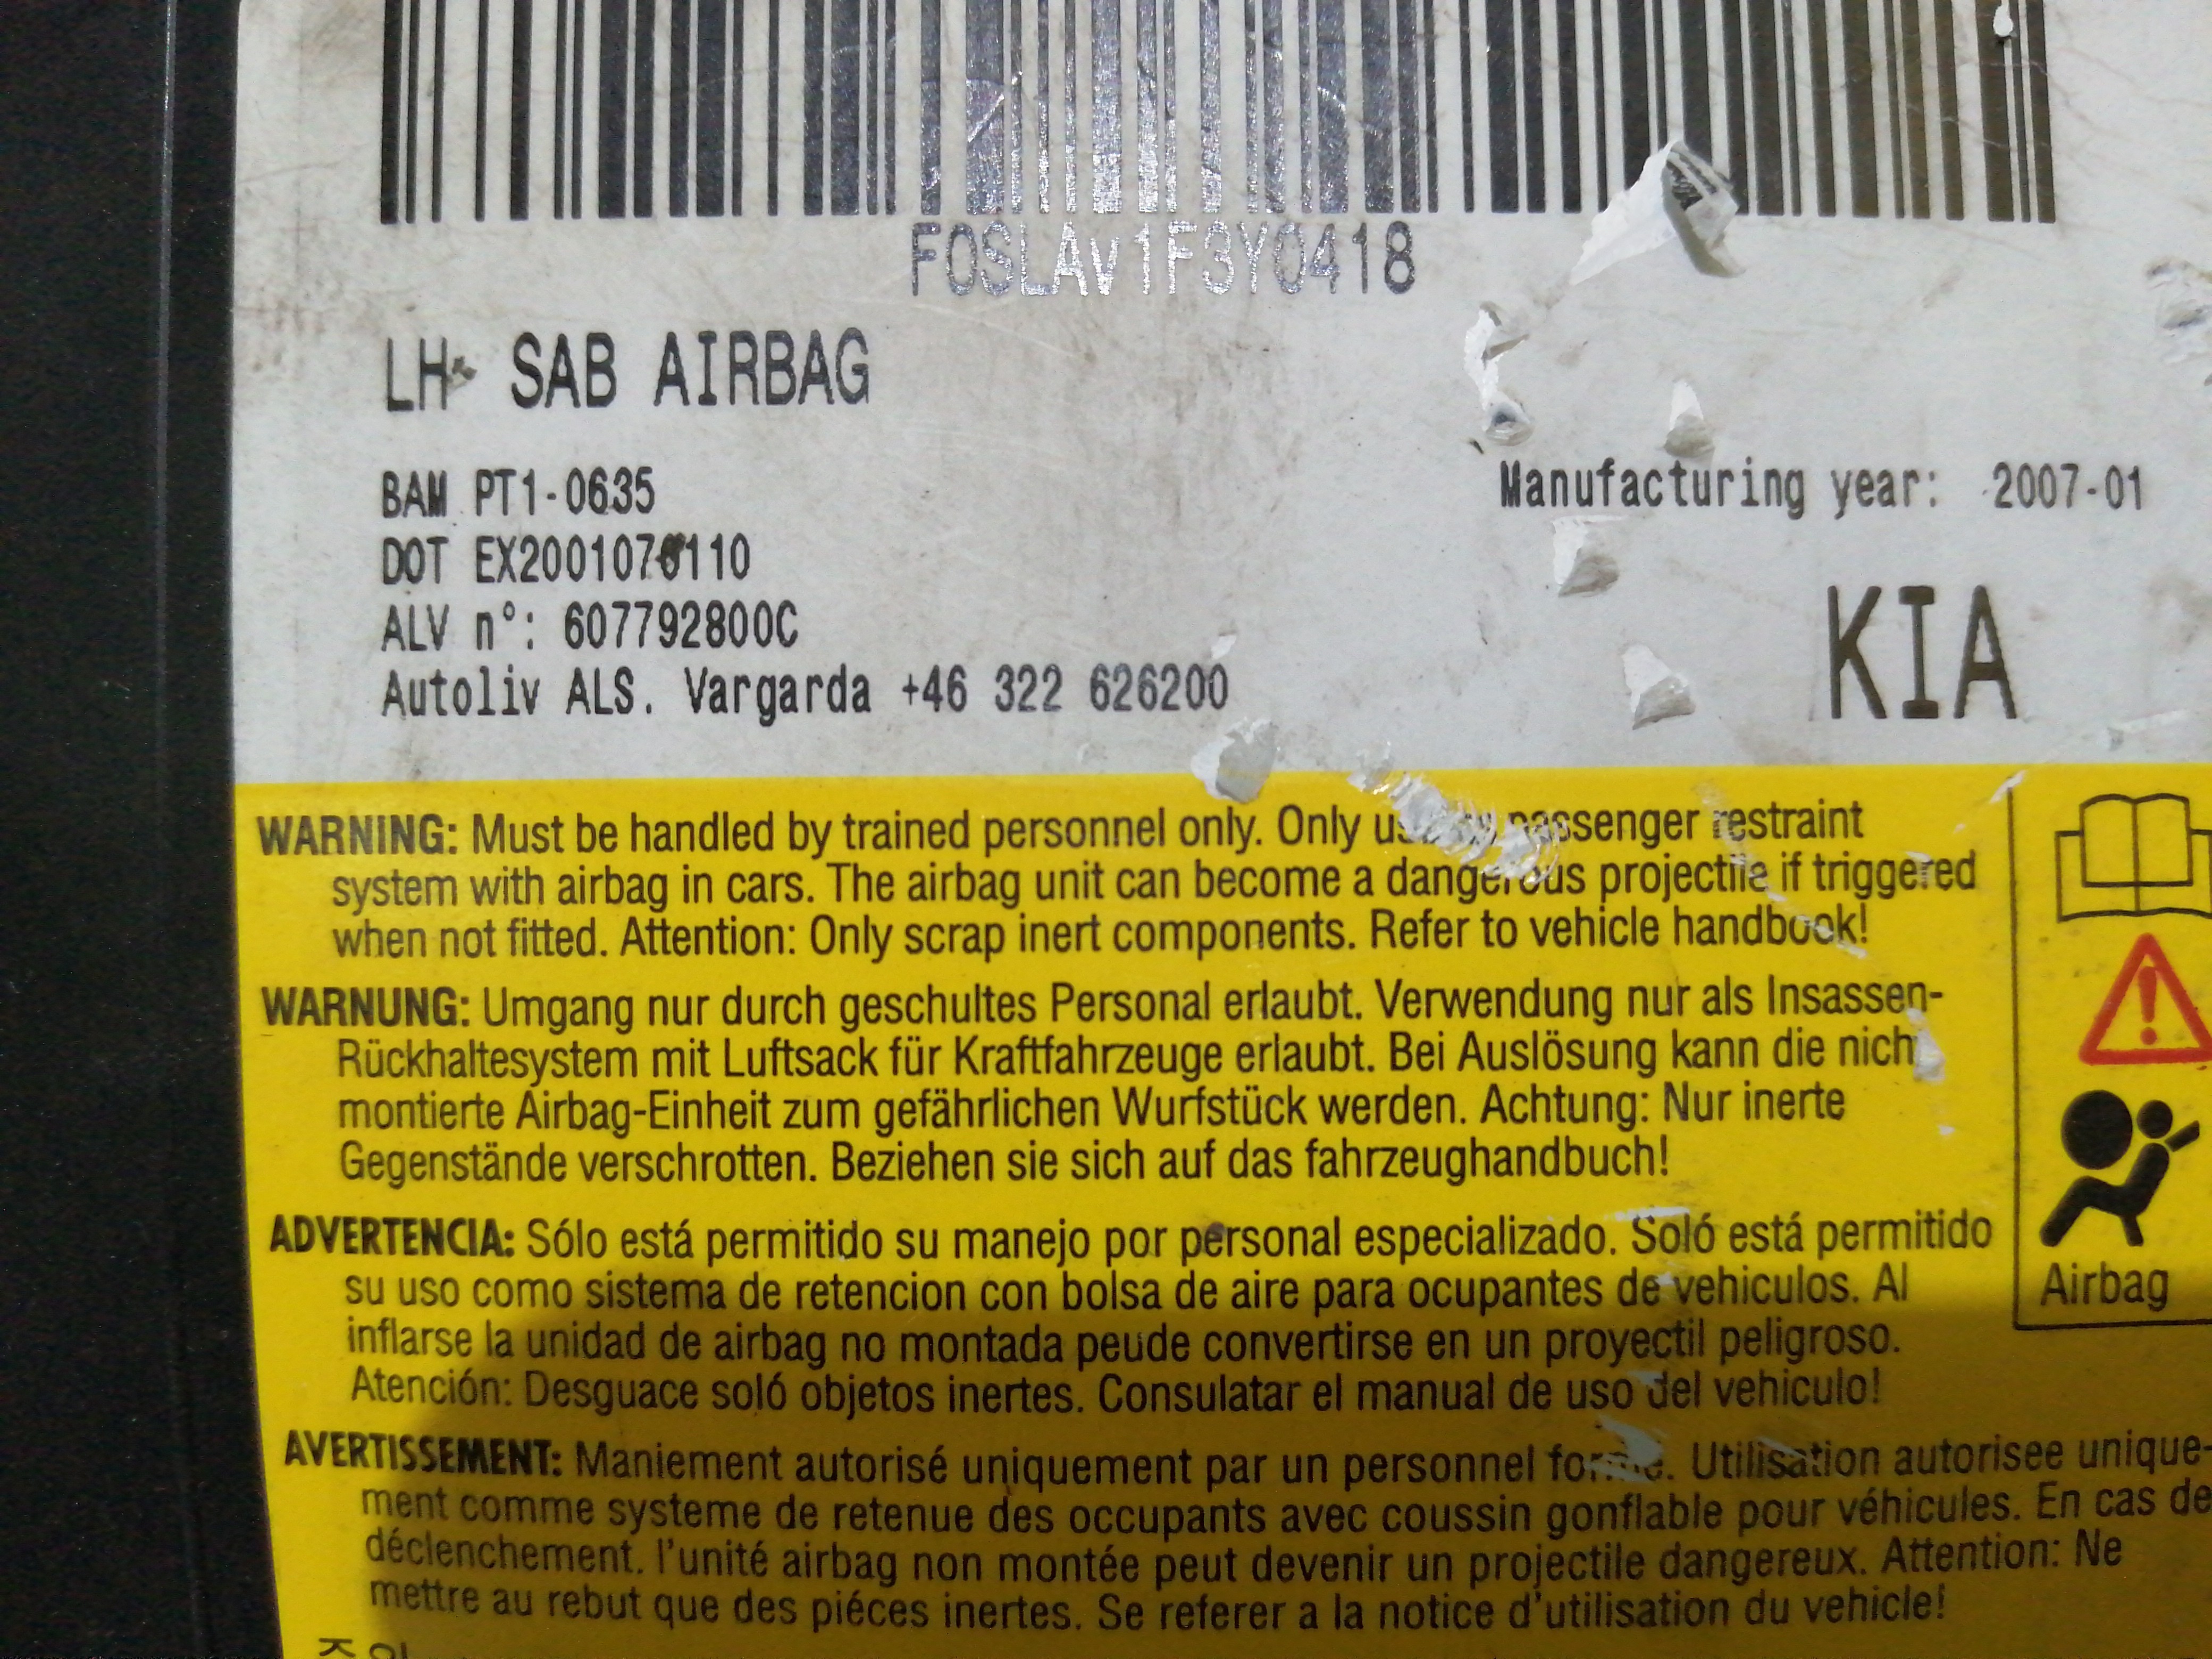 F0SLAv1F3Y0418
LH SAB AIRBAG
BAM PT1-0635
Manufacturing year: 2007-01
DOT
ALV n°: 607792800C
KIA
Autoliv ALS. Vargarda +46 322 626200
WARNING: Must be handled by trained personnel only. Only passenger restraint
system with airbag in cars. The airbag unit can become a dangerous projectile if triggered
when not fitted. Attention: Only scrap inert components. Refer to vehicle handbook!
WARNUNG: Umgang nur durch geschultes Personal erlaubt. Verwendung nur als Insassen-
Rückhaltesystem mit Luftsack für Kraftfahrzeuge erlaubt. Bei Auslösung kann die
montierte Airbag-Einheit zum gefährlichen Wurfstück werden. Achtung: Nur inerte
Gegenstände verschrotten. Beziehen sie sich auf das fahrzeughandbuch!
ADVERTENCIA: Sólo está permitido su manejo por personal especializado. Soló está permitido
su uso como sistema de retencion con bolsa de aire para ocupantes de vehiculos. Al
inflarse la unidad de airbag no montada peude convertirse en un proyectil peligroso.
Atención: Desguace soló objetos inertes. Consulatar el manual de uso del vehiculo!
Airbag
AVERTISSEMENT: Maniement autorisé uniquement par un personnel Utilisation autorisee unique-
ment comme systeme de retenue des occupants avec coussin gonflable pour véhicules. En cas de
déclenchement. l'unité airbag non montée peut devenir un projectile dangereux. Attention: Ne
mettre au rebut que des piéces inertes. Se referer a la notice d'utilisation du vehicle!